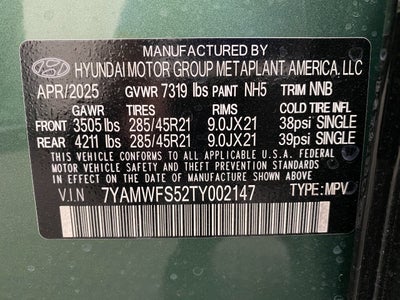 MANUFACTURED BY
HYUNDAI MOTOR GROUP METAPLANT AMERICA, LLC
APR/2025 GVWR 7319 lbs PAINT NH5 TRIM NNB
GAWR TIRES RIMS COLD TIRE INFL
FRONT 3505 lbs 285/45R21 9.0JX21 38psi SINGLE
REAR 4211 lbs 285/45R21 9.0JX21 39psi SINGLE
THIS VEHICLE CONFORMS TO ALL APPLICABLE U.S.A. FEDERAL
MOTOR VEHICLE SAFETY STANDARDS IN EFFECT ON THE
DATE OF MANUFACTURE SHOWN ABOVE.
V.I.N 7YAMWFS52TY002147 TYPE: MPV